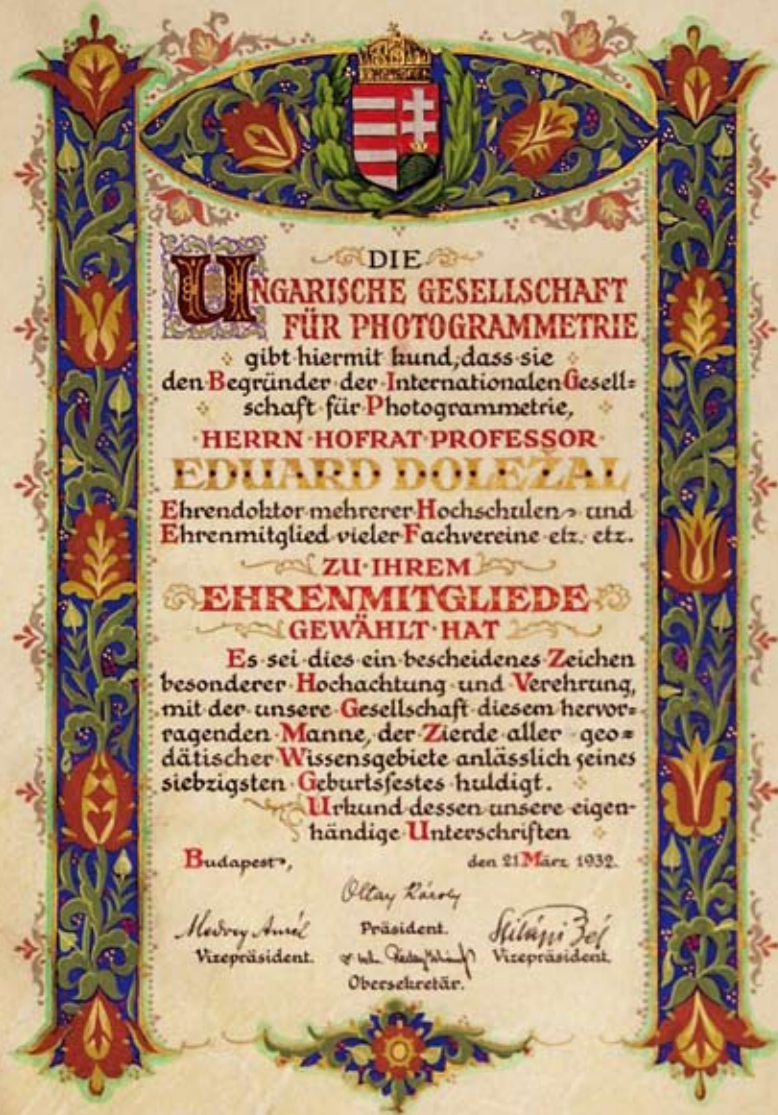 DIE
UNGARISCHE GESELLSCHAFT
FÜR PHOTOGRAMMETRIE
gibt hiermit kund, dass sie
den Begründer der Internationalen Gesell=
schaft für Photogrammetrie,
HERRN·HOFRAT·PROFESSOR
EDUARD DOLEŽAL
Ehrendoktor mehrerer Hochschulen und
Ehrenmitglied vieler Fachvereine etz. etz.
ZU·IHREM
EHRENMITGLIEDE
GEWÄHLT·HAT
Es sei dies ein bescheidenes Zeichen
besonderer Hochachtung und Verehrung,
mit der unsere Gesellschaft diesem hervor=
ragenden Manne, der Zierde aller geo=
dätischer Wissensgebiete anlässlich seines
siebzigsten Geburtsfestes huldigt.
Urkund dessen unsere eigen-
händige Unterschriften
Budapest, den 21 März 1932.
Oltay Károly
Medvey Aurél Präsident.
Vizepräsident. Vizepräsident.
Obersekretär.